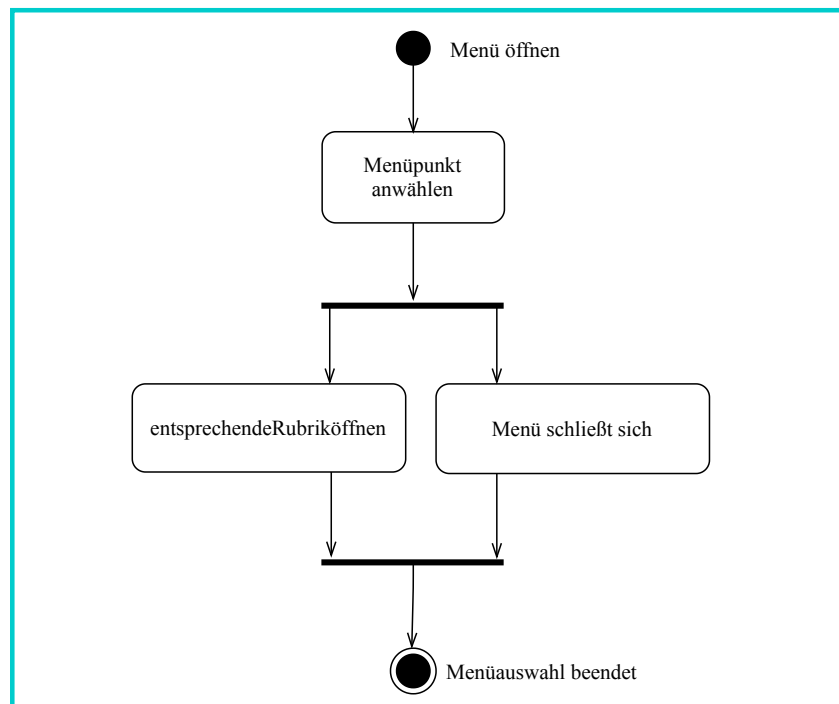 Menü öffnen
Menüpunkt
anwählen
entsprechendeRubriköffnen
Menü schließt sich
Menüauswahl beendet